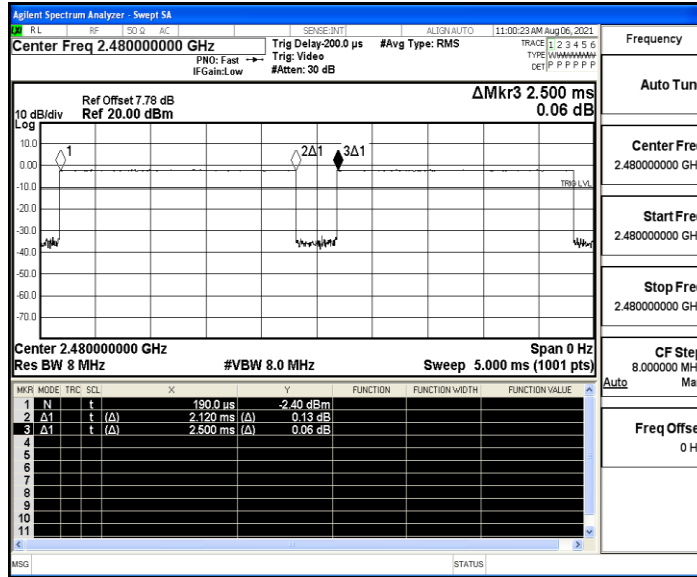 Agilent Spectrum Analyzer - Swept SA
LXI RL RF 50 Ω AC SENSE:INT ALIGN AUTO 11:00:23 AM Aug 06, 2021
Center Freq 2.480000000 GHz
PNO: Fast
IFGain:Low
Trig Delay-200.0 µs
Trig: Video
#Atten: 30 dB
#Avg Type: RMS
TRACE 1 2 3 4 5 6
TYPE
DET P P P P P P
Ref Offset 7.78 dB
10 dB/div Ref 20.00 dBm
Log
ΔMkr3 2.500 ms
0.06 dB
1
2Δ1
3Δ1
TRIG LVL
10.0
0.00
-10.0
-20.0
-30.0
-40.0
-50.0
-60.0
-70.0
Center 2.480000000 GHz Span 0 Hz
Res BW 8 MHz #VBW 8.0 MHz Sweep 5.000 ms (1001 pts)
MKR MODE TRC SCL X Y FUNCTION FUNCTION WIDTH FUNCTION VALUE
1 N t 190.0 µs -2.40 dBm
2 Δ1 t (Δ) 2.120 ms (Δ) 0.13 dB
3 Δ1 t (Δ) 2.500 ms (Δ) 0.06 dB
4
5
6
7
8
9
10
11
MSG STATUS
Frequency
Auto Tun
Center Fre
2.480000000 GH
Start Fre
2.480000000 GH
Stop Fre
2.480000000 GH
CF Step
8.000000 MH
Auto Ma
Freq Offse
0 H